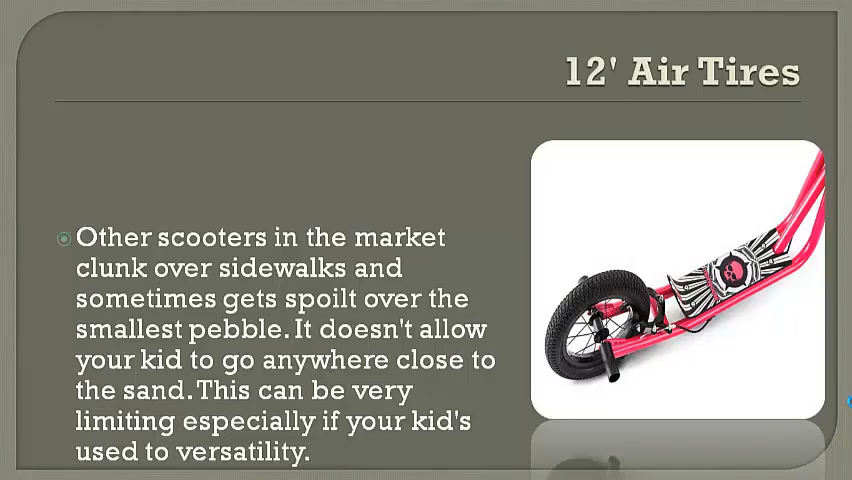 12' Air Tires
Other scooters in the market
clunk over sidewalks and
sometimes gets spoilt over the
smallest pebble. It doesn't allow
your kid to go anywhere close to
the sand. This can be very
limiting especially if your kid's
used to versatility.